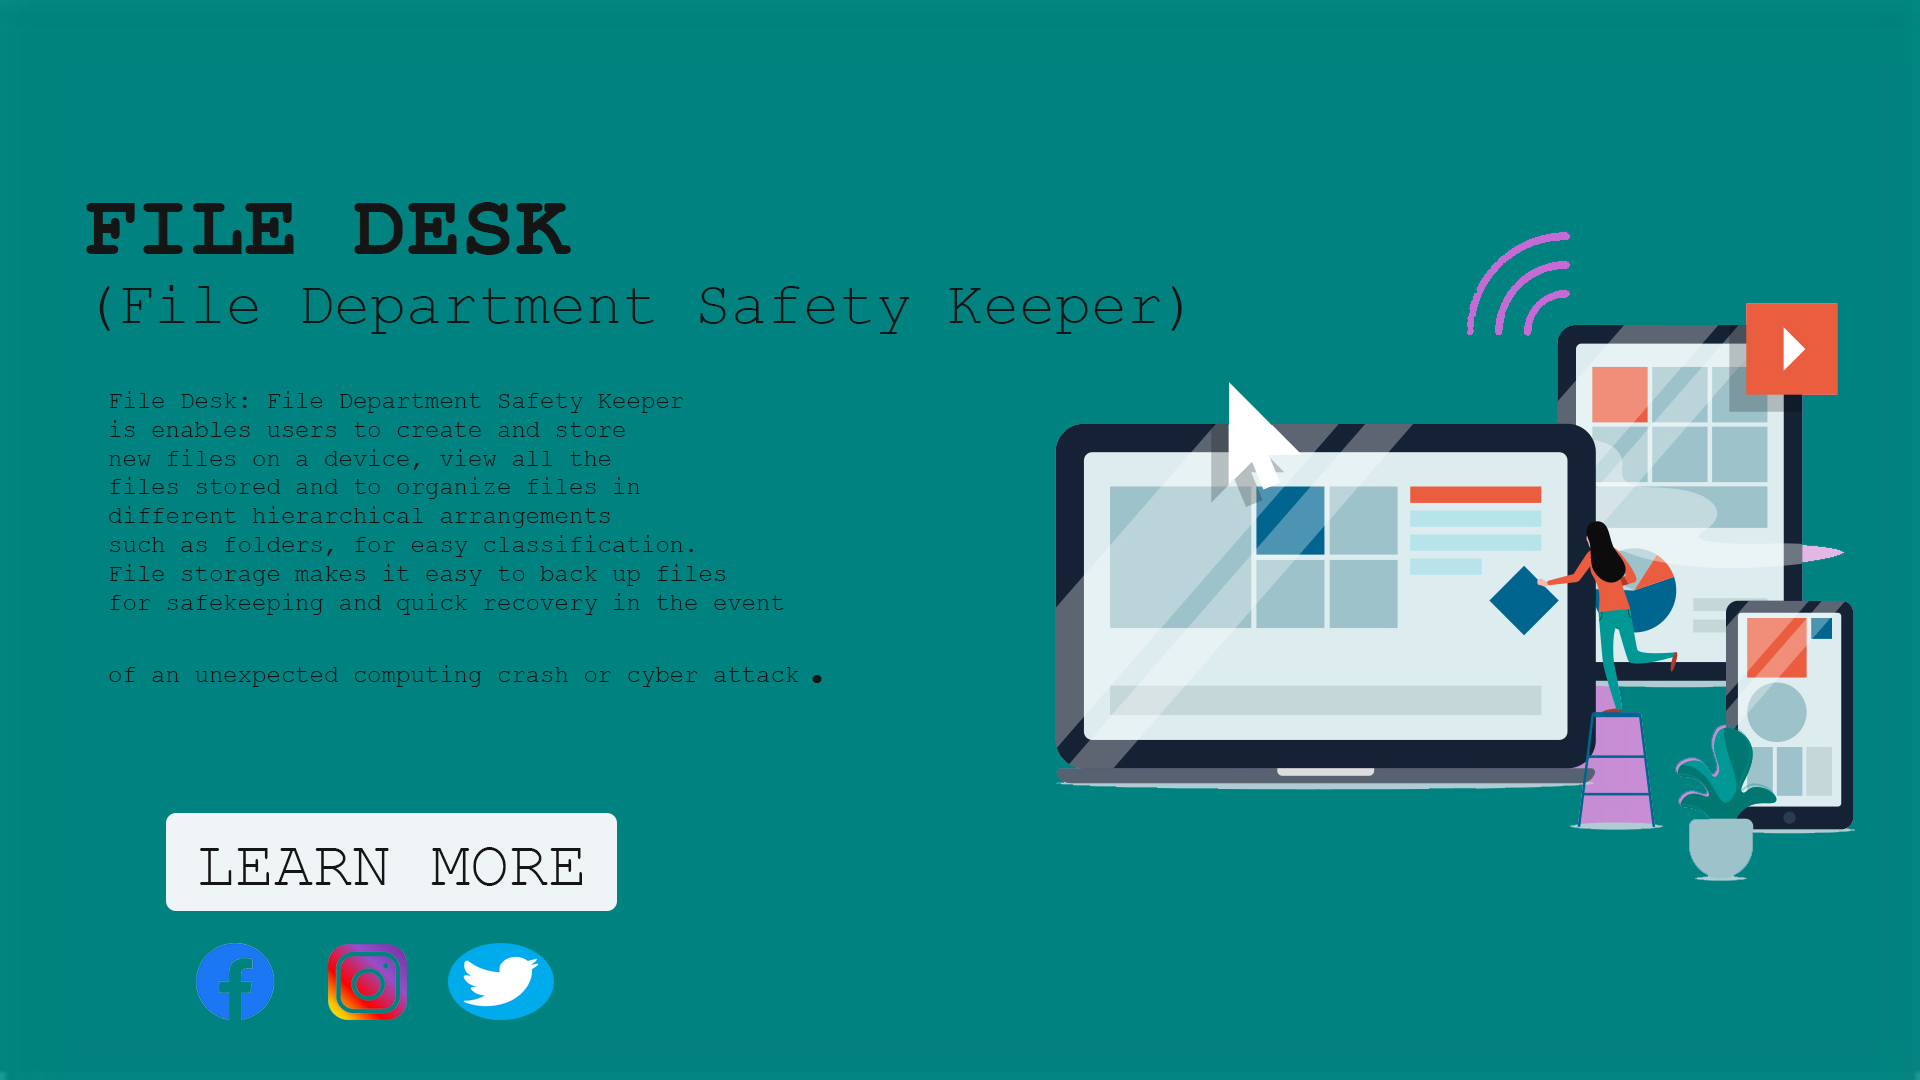 FILE DESK
(File Department Safety Keeper)
File Desk: File Department Safety Keeper
is enables users to create and store
new files on a device, view all the
files stored and to organize files in
different hierarchical arrangements
such as folders, for easy classification.
File storage makes it easy to back up files
for safekeeping and quick recovery in the event
of an unexpected computing crash or cyber attack.
LEARN MORE